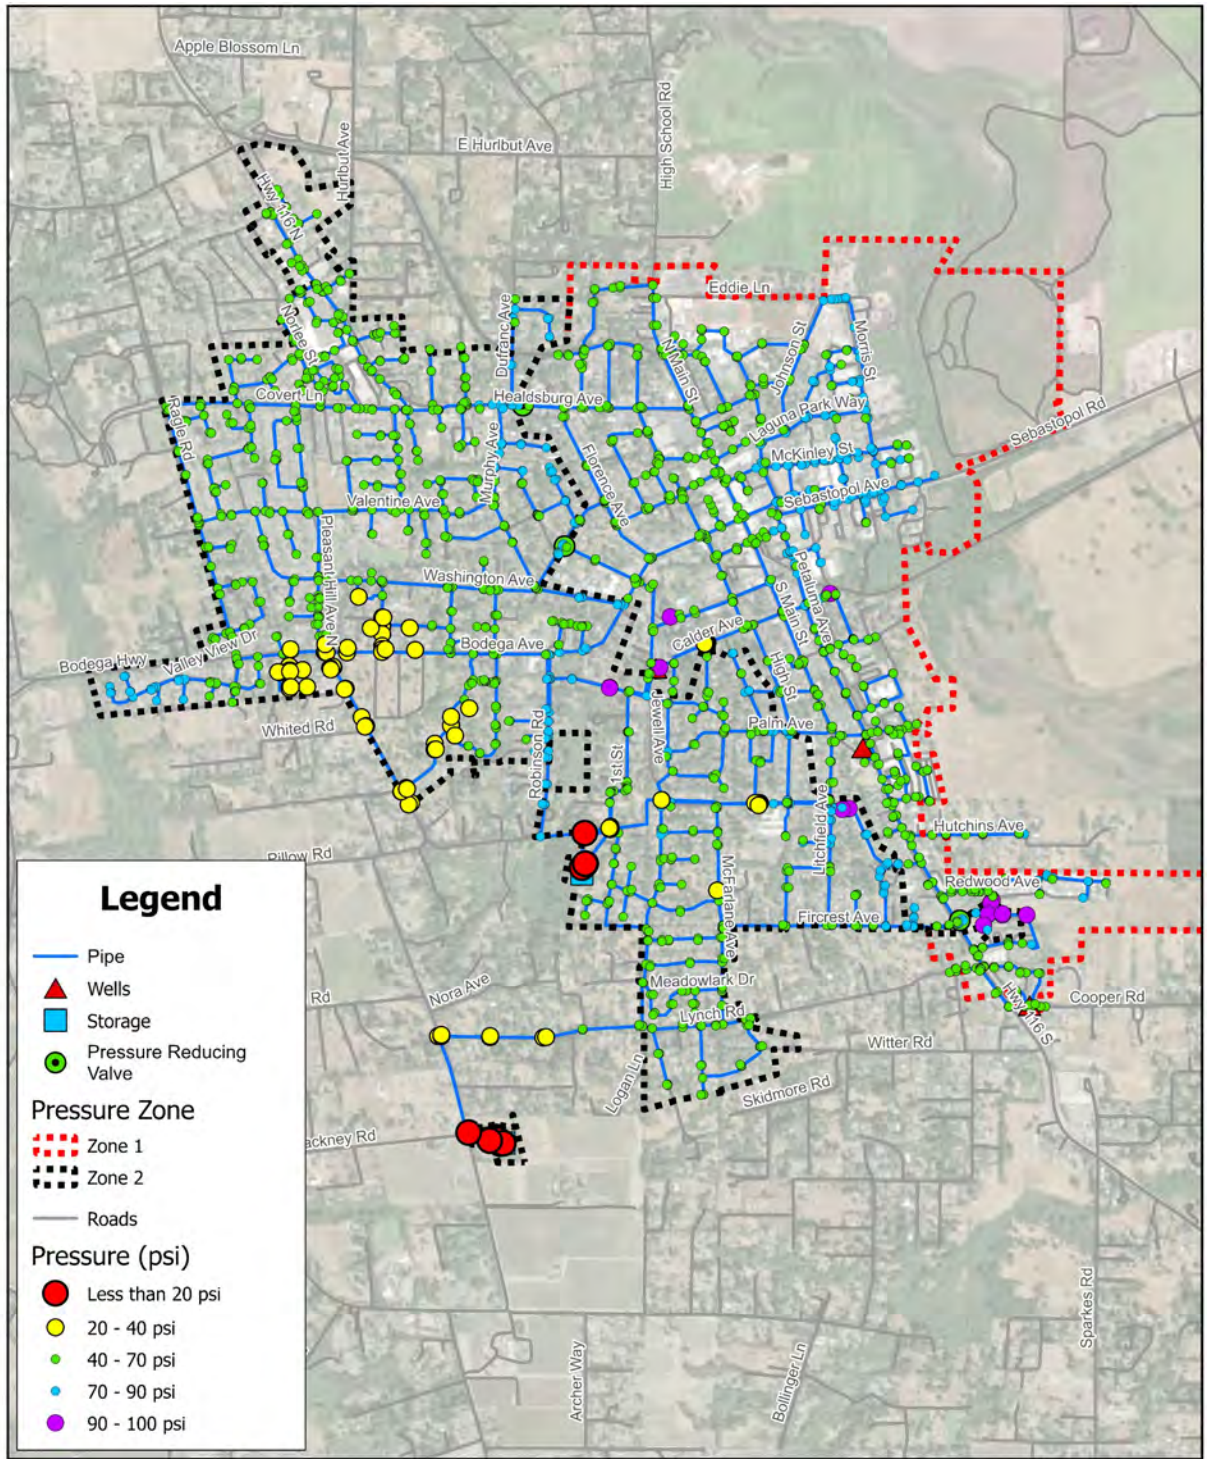 Apple Blossom Ln
Hurlbut Ave
E Hurlbut Ave
High School Rd
Hwy 116 N
Eddie Ln
Norlee St
Dufranc Ave
N Main St
Johnson St
Morris St
Covert Ln
Healdsburg Ave
Laguna Park Way
Sebastopol Rd
Ragle Rd
Murphy Ave
Florence Ave
McKinley St
Valentine Ave
Sebastopol Ave
Pleasant Hill Ave N
Washington Ave
Petaluma Ave
S Main St
Bodega Hwy
Valley View Dr
Bodega Ave
Calder Ave
High St
Whited Rd
Robinson Rd
1st St
Jewell Ave
Palm Ave
Litchfield Ave
Hutchins Ave
Pillow Rd
McFarlane Ave
Redwood Ave
Fircrest Ave
Nora Ave
Rd
Meadowlark Dr
Lynch Rd
Hwy 116 S
Cooper Rd
Witter Rd
Logan Ln
Skidmore Rd
ackney Rd
Sparkes Rd
Archer Way
Bollinger Ln
Legend
Pipe
Wells
Storage
Pressure Reducing
Valve
Pressure Zone
Zone 1
Zone 2
Roads
Pressure (psi)
Less than 20 psi
20 - 40 psi
40 - 70 psi
70 - 90 psi
90 - 100 psi